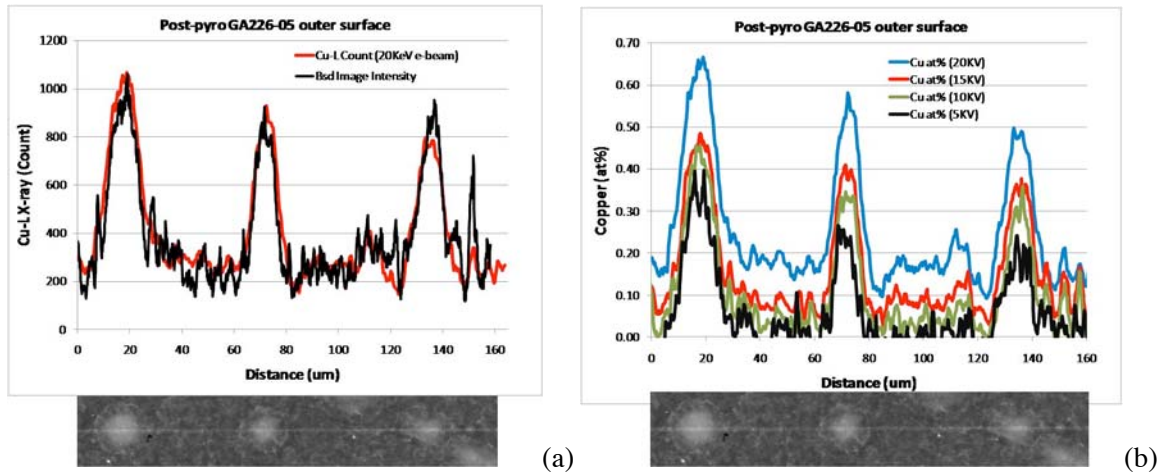 Post-pyro GA226-05 outer surface
1200
1000
800
600
400
200
0
Cu-L X-ray (Count)
Cu-L Count (20KeV e-beam)
Bsd Image Intensity
0 20 40 60 80 100 120 140 160
Distance (um)
(a)
Post-pyro GA226-05 outer surface
0.70
0.60
0.50
0.40
0.30
0.20
0.10
0.00
Copper (at%)
Cu at% (20KV)
Cu at% (15KV)
Cu at% (10KV)
Cu at% (5KV)
0 20 40 60 80 100 120 140 160
Distance (um)
(b)